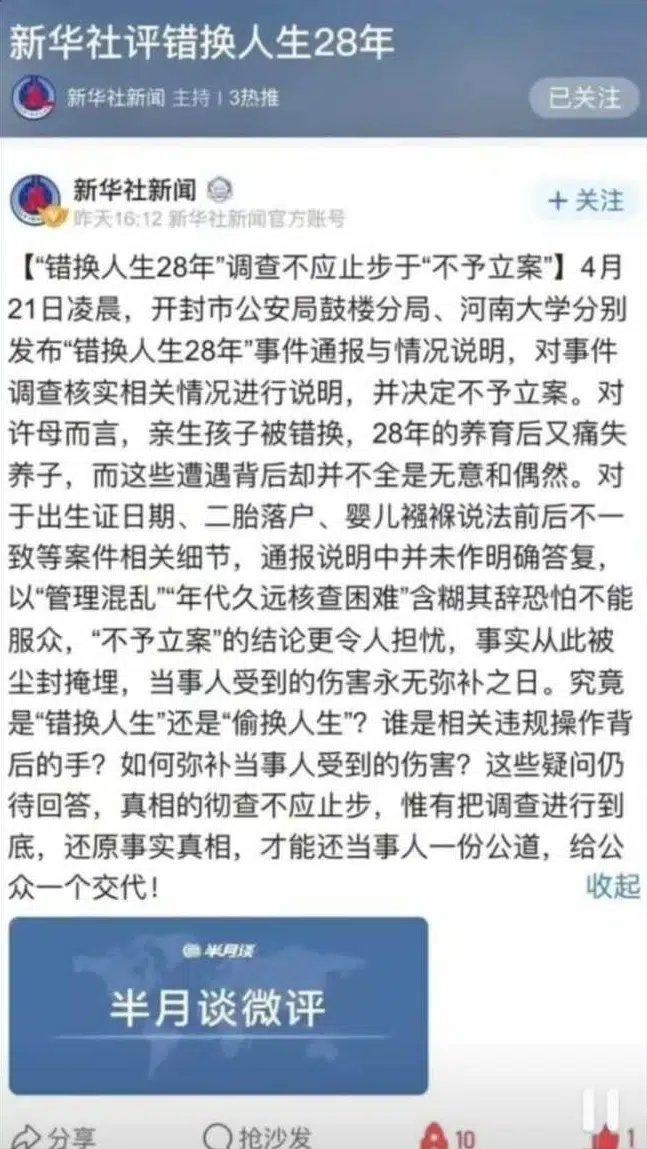 新华社评错换人生28年
新华社新闻 主持 | 3热推
已关注
新华社新闻
昨天16:12 新华社新闻官方账号
+ 关注
【“错换人生28年”调查不应止步于“不予立案”】4月
21日凌晨，开封市公安局鼓楼分局、河南大学分别
发布“错换人生28年”事件通报与情况说明，对事件
调查核实相关情况进行说明，并决定不予立案。对
许母而言，亲生孩子被错换，28年的养育后又痛失
养子，而这些遭遇背后却并不全是无意和偶然。对
于出生证日期、二胎落户、婴儿襁褓说法前后不一
致等案件相关细节，通报说明中并未作明确答复，
以“管理混乱”“年代久远核查困难”含糊其辞恐怕不能
服众，“不予立案”的结论更令人担忧，事实从此被
尘封掩埋，当事人受到的伤害永无弥补之日。究竟
是“错换人生”还是“偷换人生”？谁是相关违规操作背
后的手？如何弥补当事人受到的伤害？这些疑问仍
待回答，真相的彻查不应止步，惟有把调查进行到
底，还原事实真相，才能还当事人一份公道，给公
众一个交代！
收起
半月谈
半月谈微评
分享
抢沙发
10
1